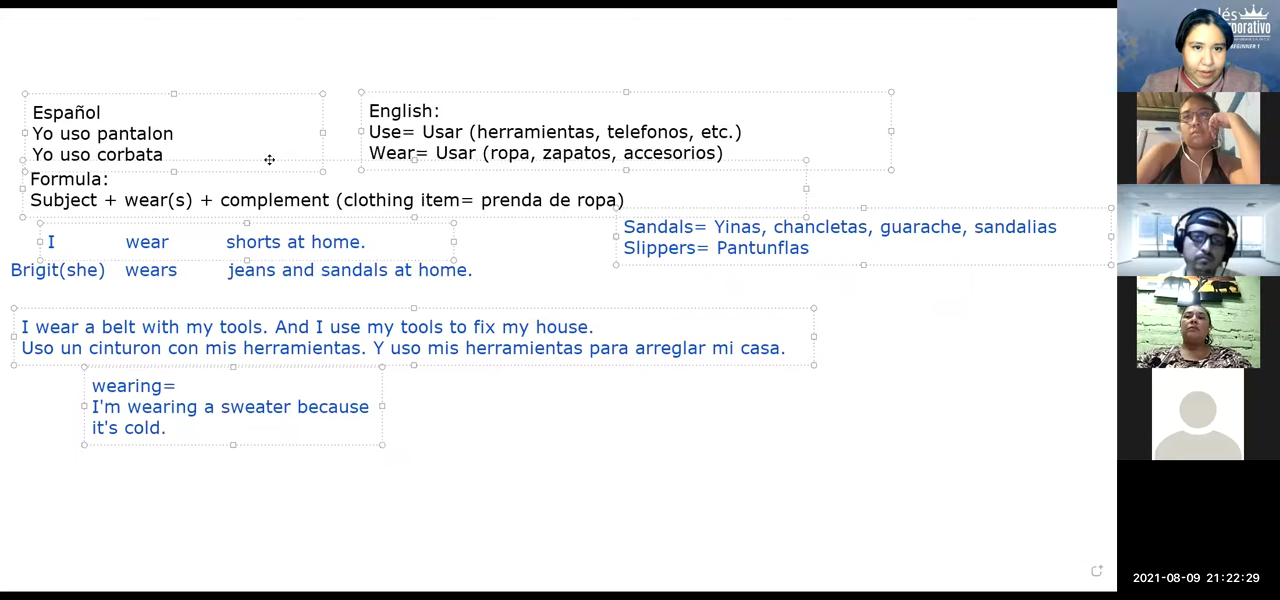 Español
Yo uso pantalon
Yo uso corbata
English:
Use= Usar (herramientas, telefonos, etc.)
Wear= Usar (ropa, zapatos, accesorios)
Formula:
Subject + wear(s) + complement (clothing item= prenda de ropa)
Sandals= Yinas, chancletas, guarache, sandalias
Slippers= Pantunflas
I wear shorts at home.
Brigit(she) wears jeans and sandals at home.
I wear a belt with my tools. And I use my tools to fix my house.
Uso un cinturon con mis herramientas. Y uso mis herramientas para arreglar mi casa.
wearing=
I'm wearing a sweater because
it's cold.
2021-08-09 21:22:29